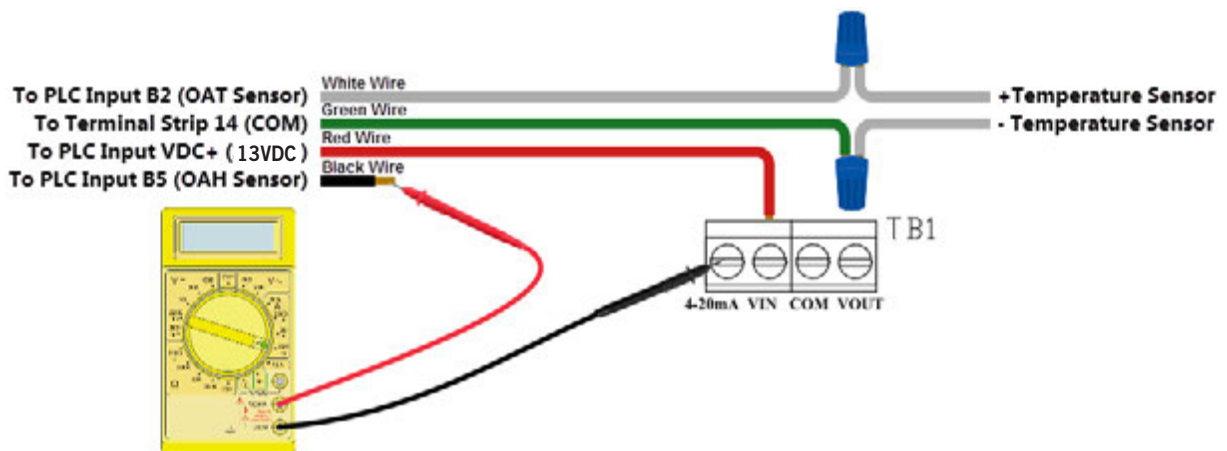 White Wire
To PLC Input B2 (OAT Sensor)
+Temperature Sensor
Green Wire
To Terminal Strip 14 (COM)
- Temperature Sensor
Red Wire
To PLC Input VDC+ ( 13VDC )
Black Wire
To PLC Input B5 (OAH Sensor)
TB1
4-20mA VIN COM VOUT